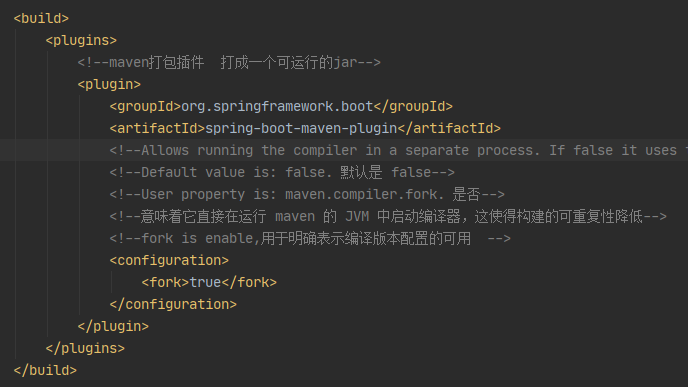 <build>
<plugins>
<!--maven打包插件  打成一个可运行的jar-->
<plugin>
<groupId>org.springframework.boot</groupId>
<artifactId>spring-boot-maven-plugin</artifactId>
<!--Allows running the compiler in a separate process. If false it uses
<!--Default value is: false. 默认是 false-->
<!--User property is: maven.compiler.fork. 是否-->
<!--意味着它直接在运行 maven 的 JVM 中启动编译器，这使得构建的可重复性降低-->
<!--fork is enable,用于明确表示编译版本配置的可用  -->
<configuration>
<fork>true</fork>
</configuration>
</plugin>
</plugins>
</build>